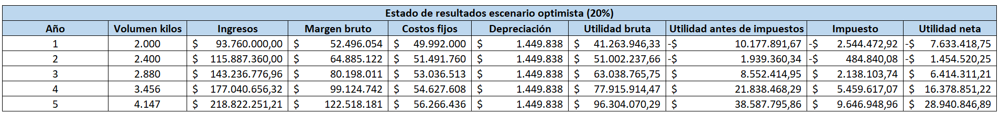 Estado de resultados escenario optimista (20%)
Año Volumen kilos Ingresos Margen bruto Costos fijos Depreciación Utilidad bruta Utilidad antes de impuestos Impuesto Utilidad neta
1 2.000 $ 93.760.000,00 $ 52.496.054 $ 49.992.000 $ 1.449.838 $ 41.263.946,33 -$ 10.177.891,67 -$ 2.544.472,92 -$ 7.633.418,75
2 2.400 $ 115.887.360,00 $ 64.885.122 $ 51.491.760 $ 1.449.838 $ 51.002.237,66 -$ 1.939.360,34 -$ 484.840,08 -$ 1.454.520,25
3 2.880 $ 143.236.776,96 $ 80.198.011 $ 53.036.513 $ 1.449.838 $ 63.038.765,75 $ 8.552.414,95 $ 2.138.103,74 $ 6.414.311,21
4 3.456 $ 177.040.656,32 $ 99.124.742 $ 54.627.608 $ 1.449.838 $ 77.915.914,47 $ 21.838.468,29 $ 5.459.617,07 $ 16.378.851,22
5 4.147 $ 218.822.251,21 $ 122.518.181 $ 56.266.436 $ 1.449.838 $ 96.304.070,29 $ 38.587.795,86 $ 9.646.948,96 $ 28.940.846,89